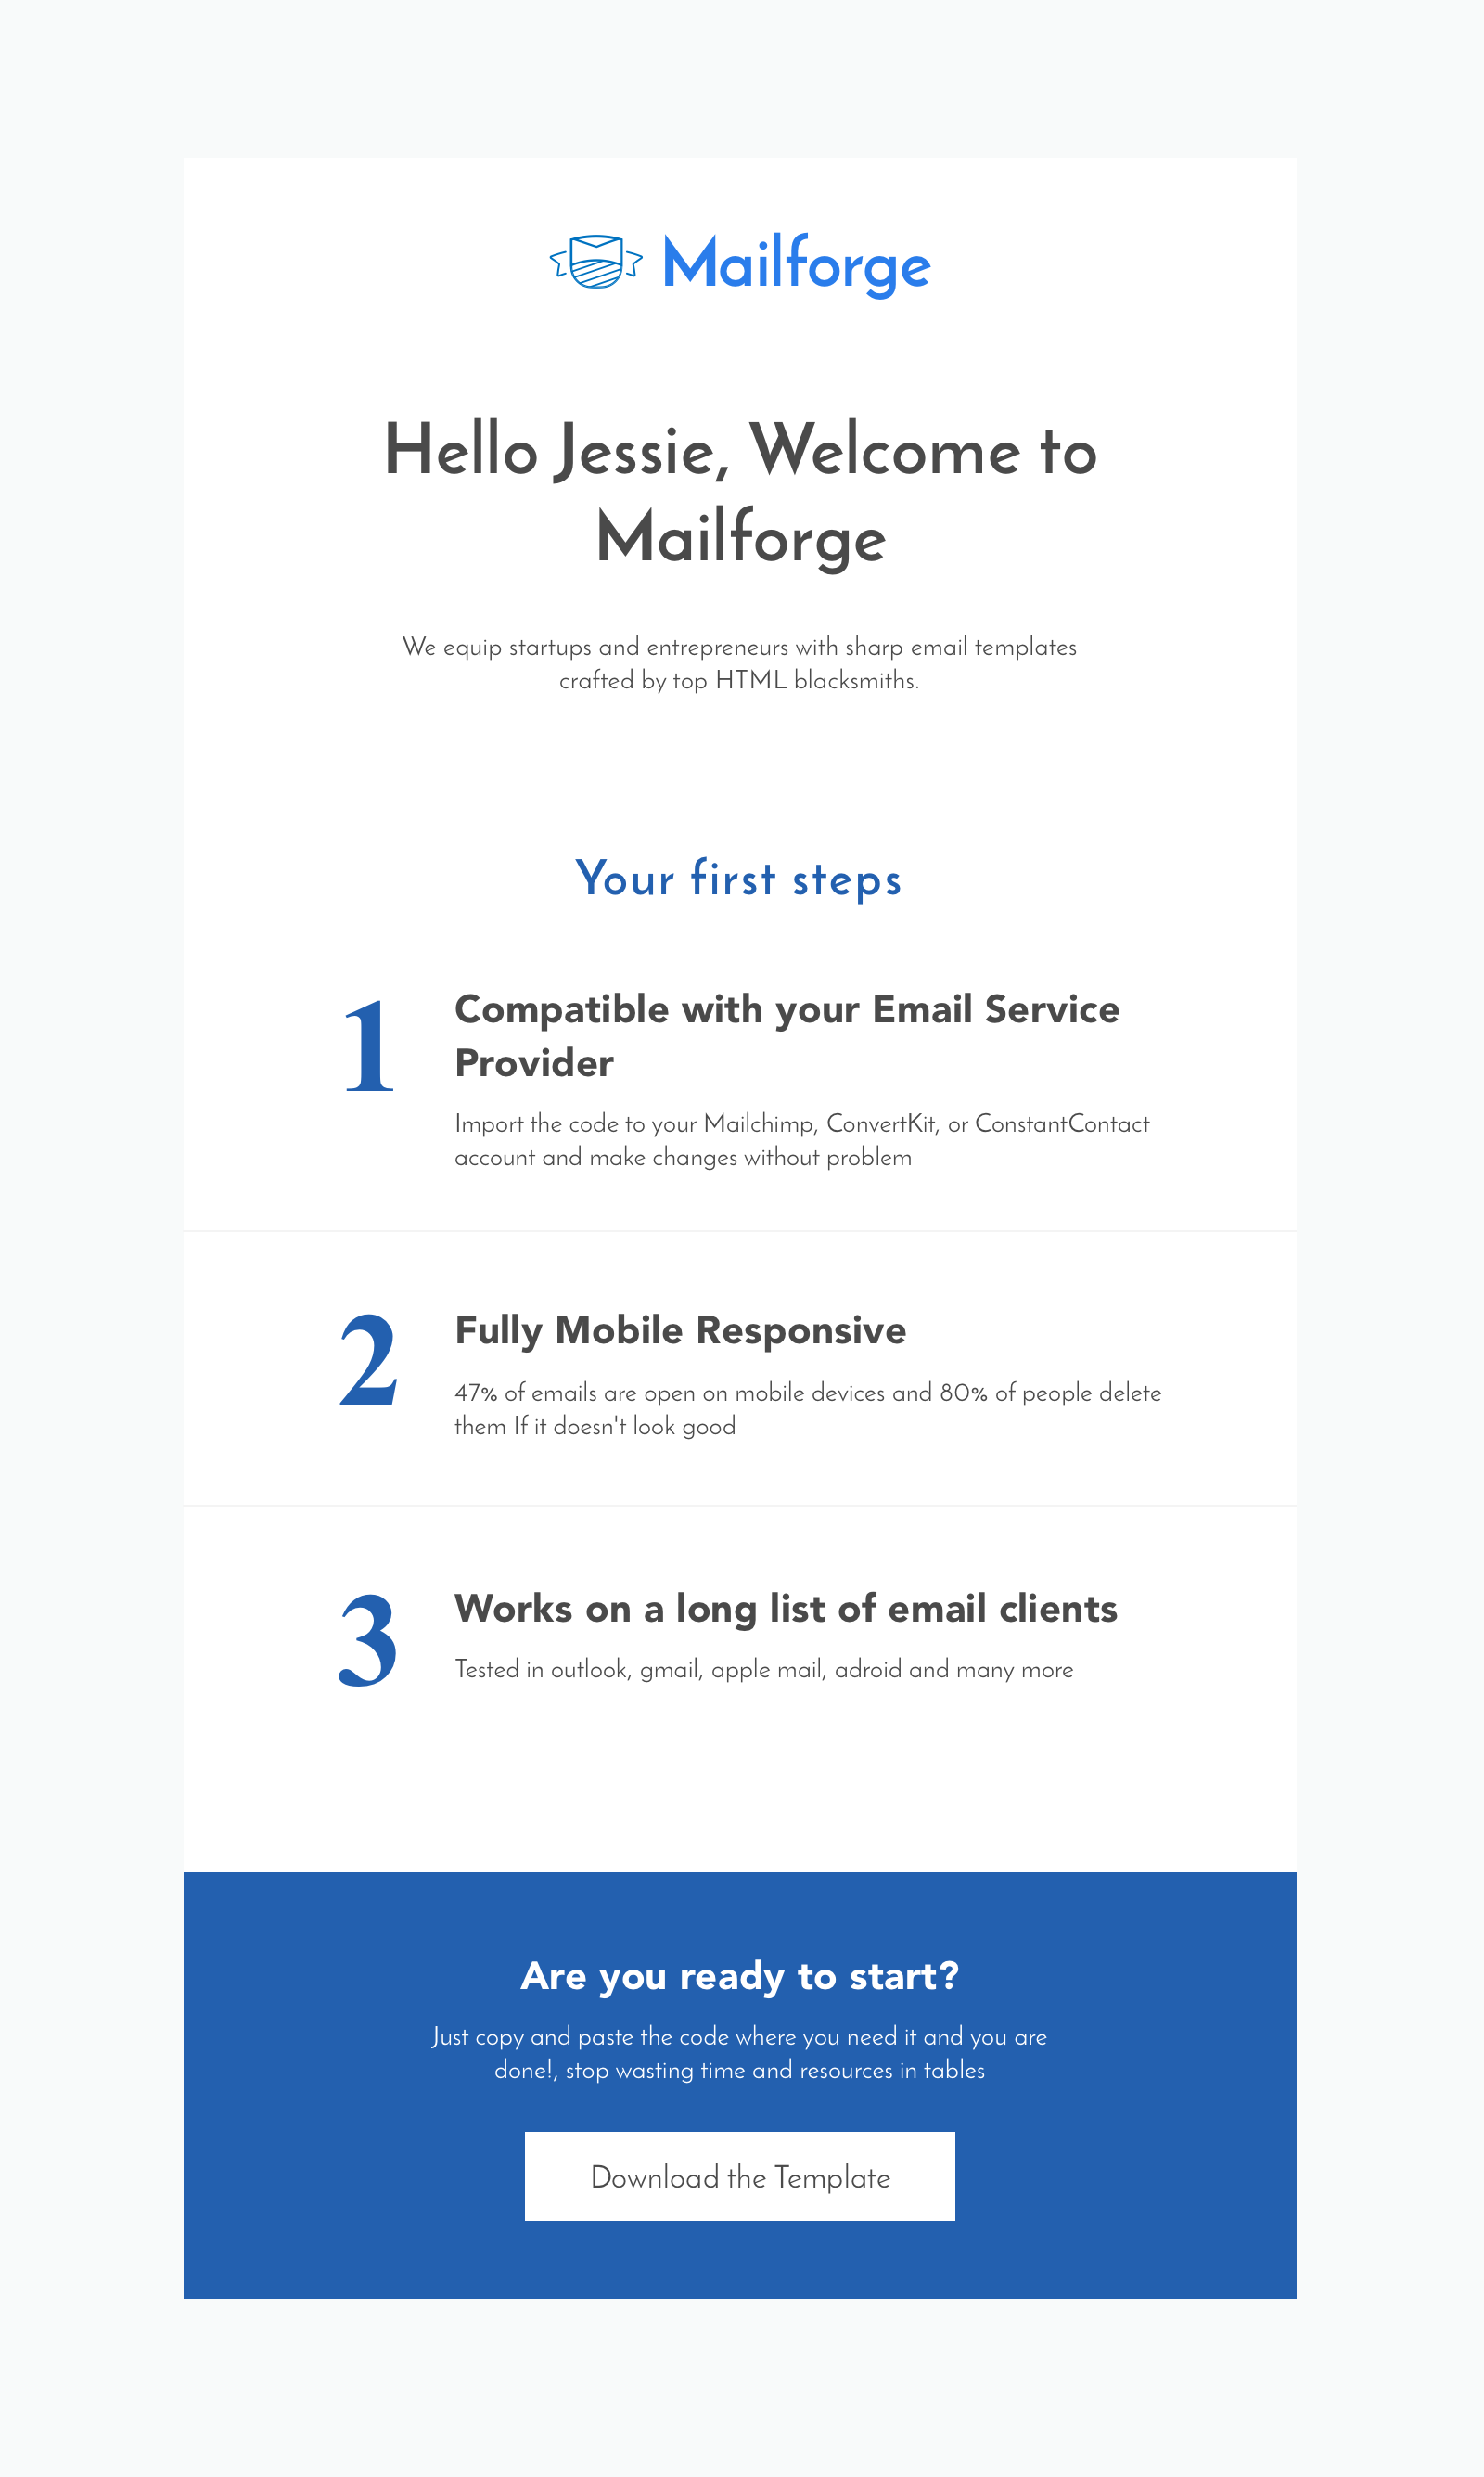 Mailforge
Hello Jessie, Welcome to
Mailforge
We equip startups and entrepreneurs with sharp email templates
crafted by top HTML blacksmiths.
Your first steps
1
Compatible with your Email Service
Provider
Import the code to your Mailchimp, ConvertKit, or ConstantContact
account and make changes without problem
2
Fully Mobile Responsive
47% of emails are open on mobile devices and 80% of people delete
them If it doesn't look good
3
Works on a long list of email clients
Tested in outlook, gmail, apple mail, adroid and many more
Are you ready to start?
Just copy and paste the code where you need it and you are
done!, stop wasting time and resources in tables
Download the Template